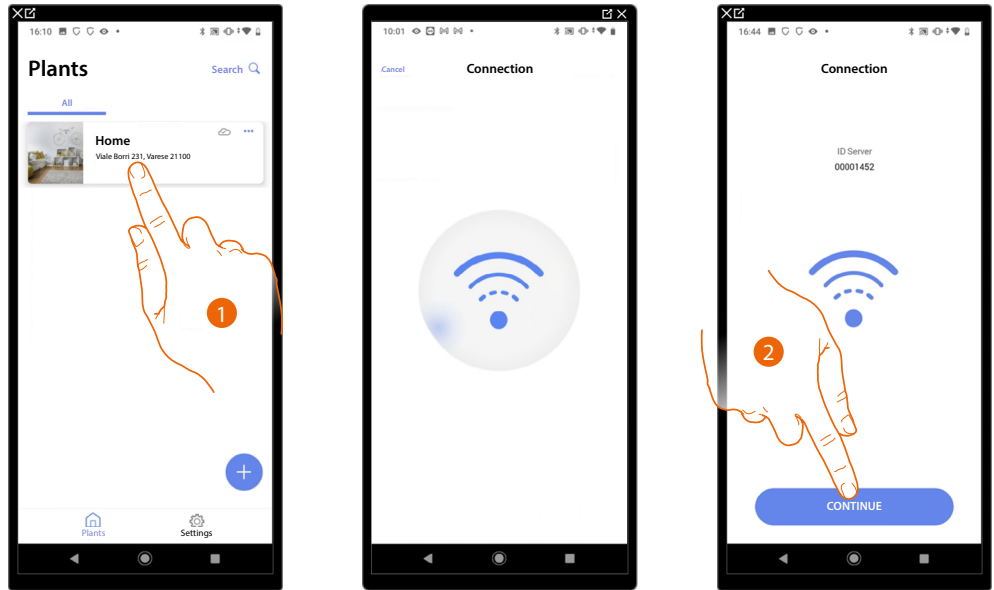 16:10
Plants
Search
All
Home
Viale Borri 231, Varese 21100
1
Plants
Settings
10:01
Cancel
Connection
16:44
Connection
ID Server
00001452
2
CONTINUE